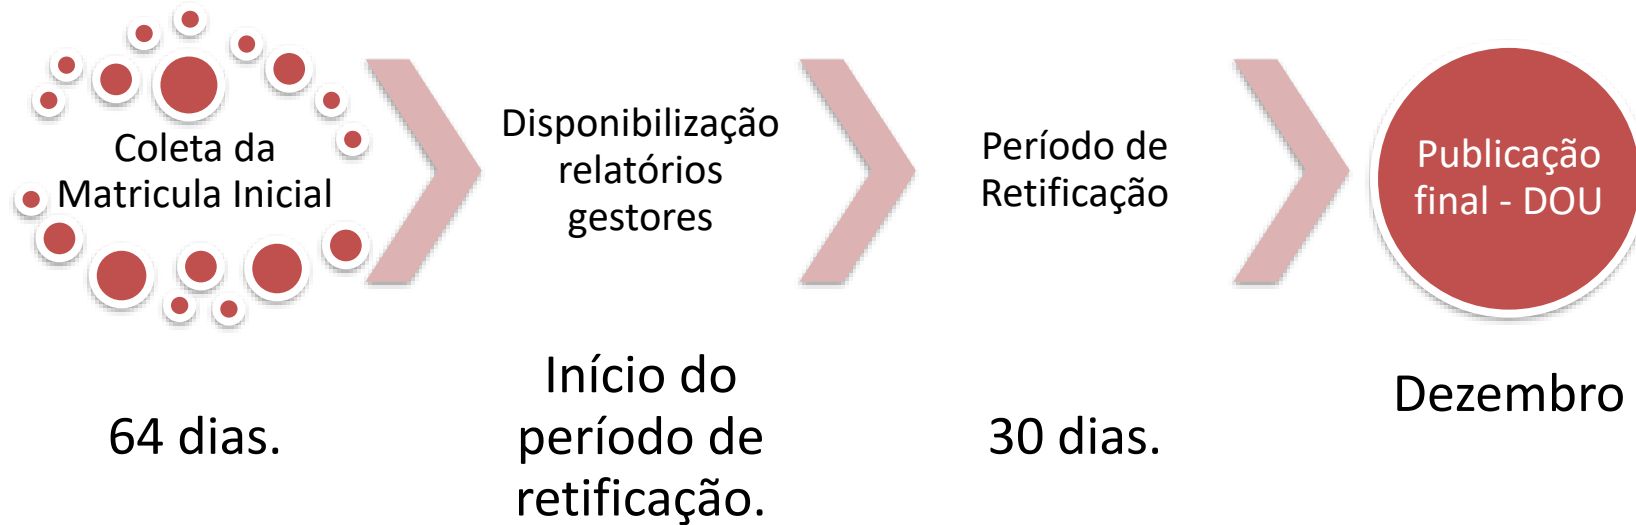 Coleta da
Matricula Inicial
Disponibilização
relatórios
gestores
Período de
Retificação
Publicação
final - DOU
64 dias.
Início do
período de
retificação.
30 dias.
Dezembro